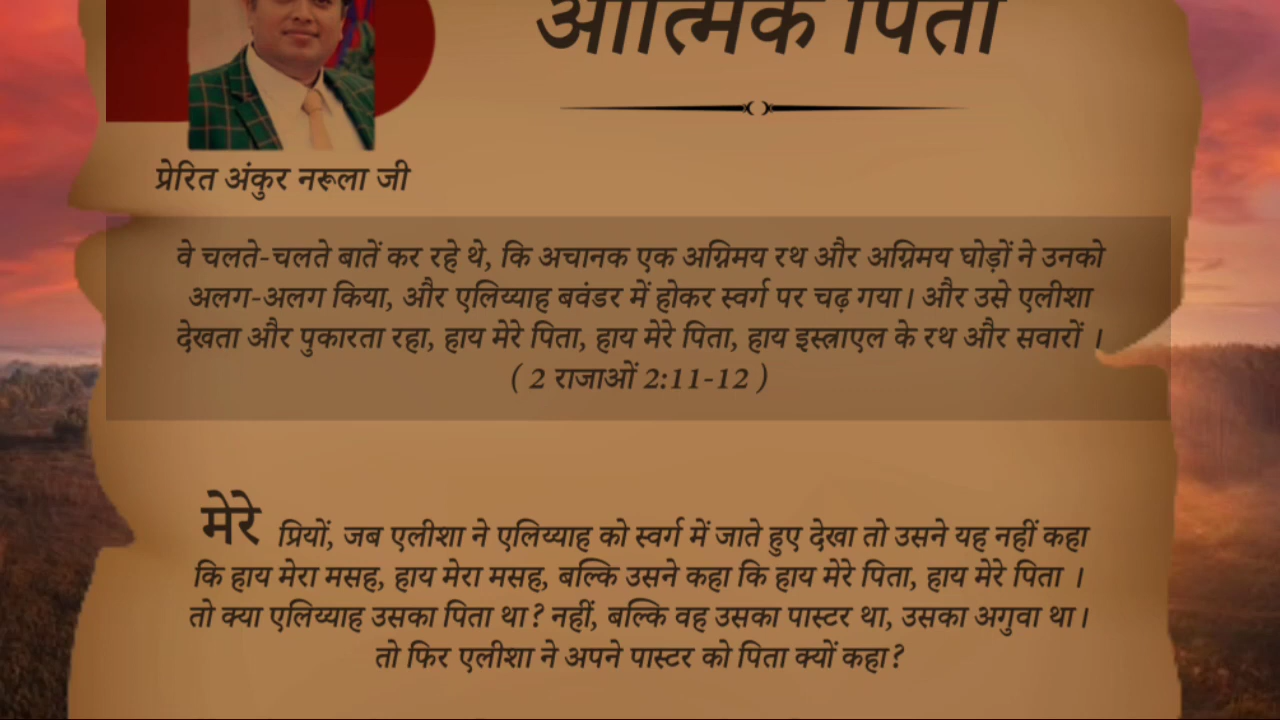 आत्मिक पिता
प्रेरित अंकुर नरूला जी
वे चलते-चलते बातें कर रहे थे, कि अचानक एक अग्निमय रथ और अग्निमय घोड़ों ने उनको
अलग-अलग किया, और एलिय्याह बवंडर में होकर स्वर्ग पर चढ़ गया। और उसे एलीशा
देखता और पुकारता रहा, हाय मेरे पिता, हाय मेरे पिता, हाय इस्त्राएल के रथ और सवारों ।
( 2 राजाओं 2:11-12 )
मेरे प्रियों, जब एलीशा ने एलिय्याह को स्वर्ग में जाते हुए देखा तो उसने यह नहीं कहा
कि हाय मेरा मसह, हाय मेरा मसह, बल्कि उसने कहा कि हाय मेरे पिता, हाय मेरे पिता ।
तो क्या एलिय्याह उसका पिता था? नहीं, बल्कि वह उसका पास्टर था, उसका अगुवा था।
तो फिर एलीशा ने अपने पास्टर को पिता क्यों कहा?